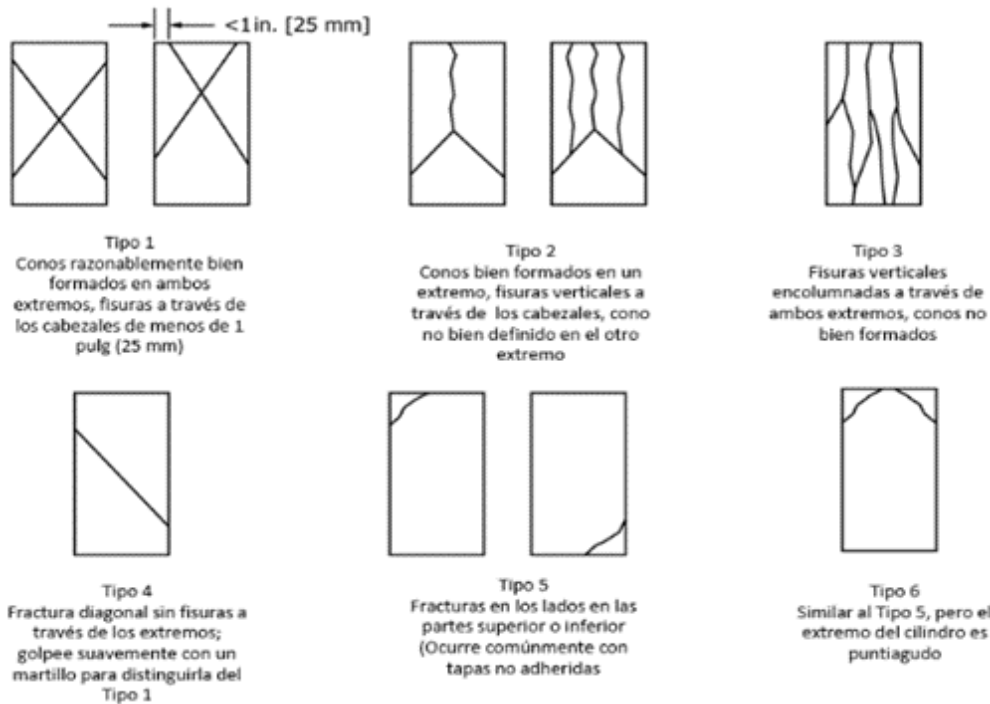 <1in. [25 mm]
Tipo 1
Conos razonablemente bien
formados en ambos
extremos, fisuras a través de
los cabezales de menos de 1
pulg (25 mm)
Tipo 2
Conos bien formados en un
extremo, fisuras verticales a
través de los cabezales, cono
no bien definido en el otro
extremo
Tipo 3
Fisuras verticales
encolumnadas a través de
ambos extremos, conos no
bien formados
Tipo 4
Fractura diagonal sin fisuras a
través de los extremos;
golpee suavemente con un
martillo para distinguirla del
Tipo 1
Tipo 5
Fracturas en los lados en las
partes superior o inferior
(Ocurre comúnmente con
tapas no adheridas
Tipo 6
Similar al Tipo 5, pero el
extremo del cilindro es
puntiagudo